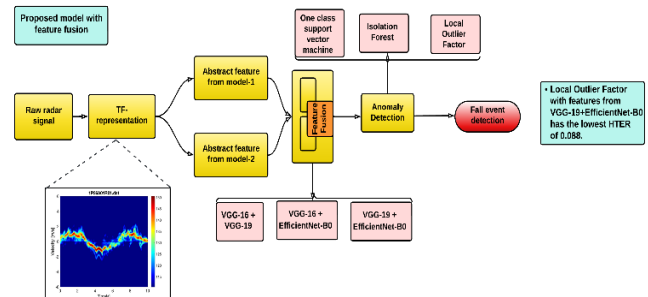 Proposed model with
feature fusion
One class
support
vector
machine
Isolation
Forest
Local
Outlier
Factor
Raw radar
signal
TF-
representation
Abstract feature
from model-1
Abstract feature
from model-2
Feature
Fusion
Anomaly
Detection
Fall event
detection
• Local Outlier Factor
with features from
VGG-19+EfficientNet-B0
has the lowest HTER
of 0.088.
VGG-16 +
VGG-19
VGG-16 +
EfficientNet-B0
VGG-19 +
EfficientNet-B0